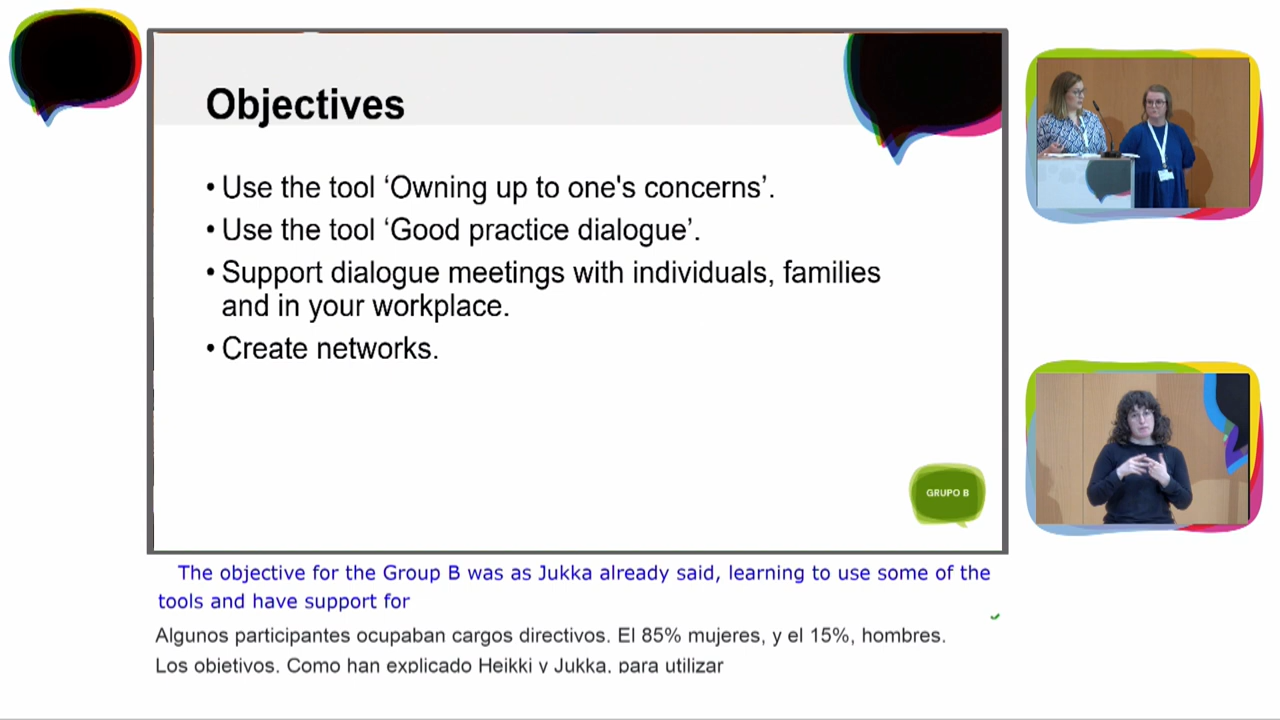 Objectives
• Use the tool ‘Owning up to one's concerns’.
• Use the tool ‘Good practice dialogue’.
• Support dialogue meetings with individuals, families
and in your workplace.
• Create networks.
GRUPO B
The objective for the Group B was as Jukka already said, learning to use some of the
tools and have support for
Algunos participantes ocupaban cargos directivos. El 85% mujeres, y el 15%, hombres.
Los objetivos. Como han explicado Heikki y Jukka, para utilizar